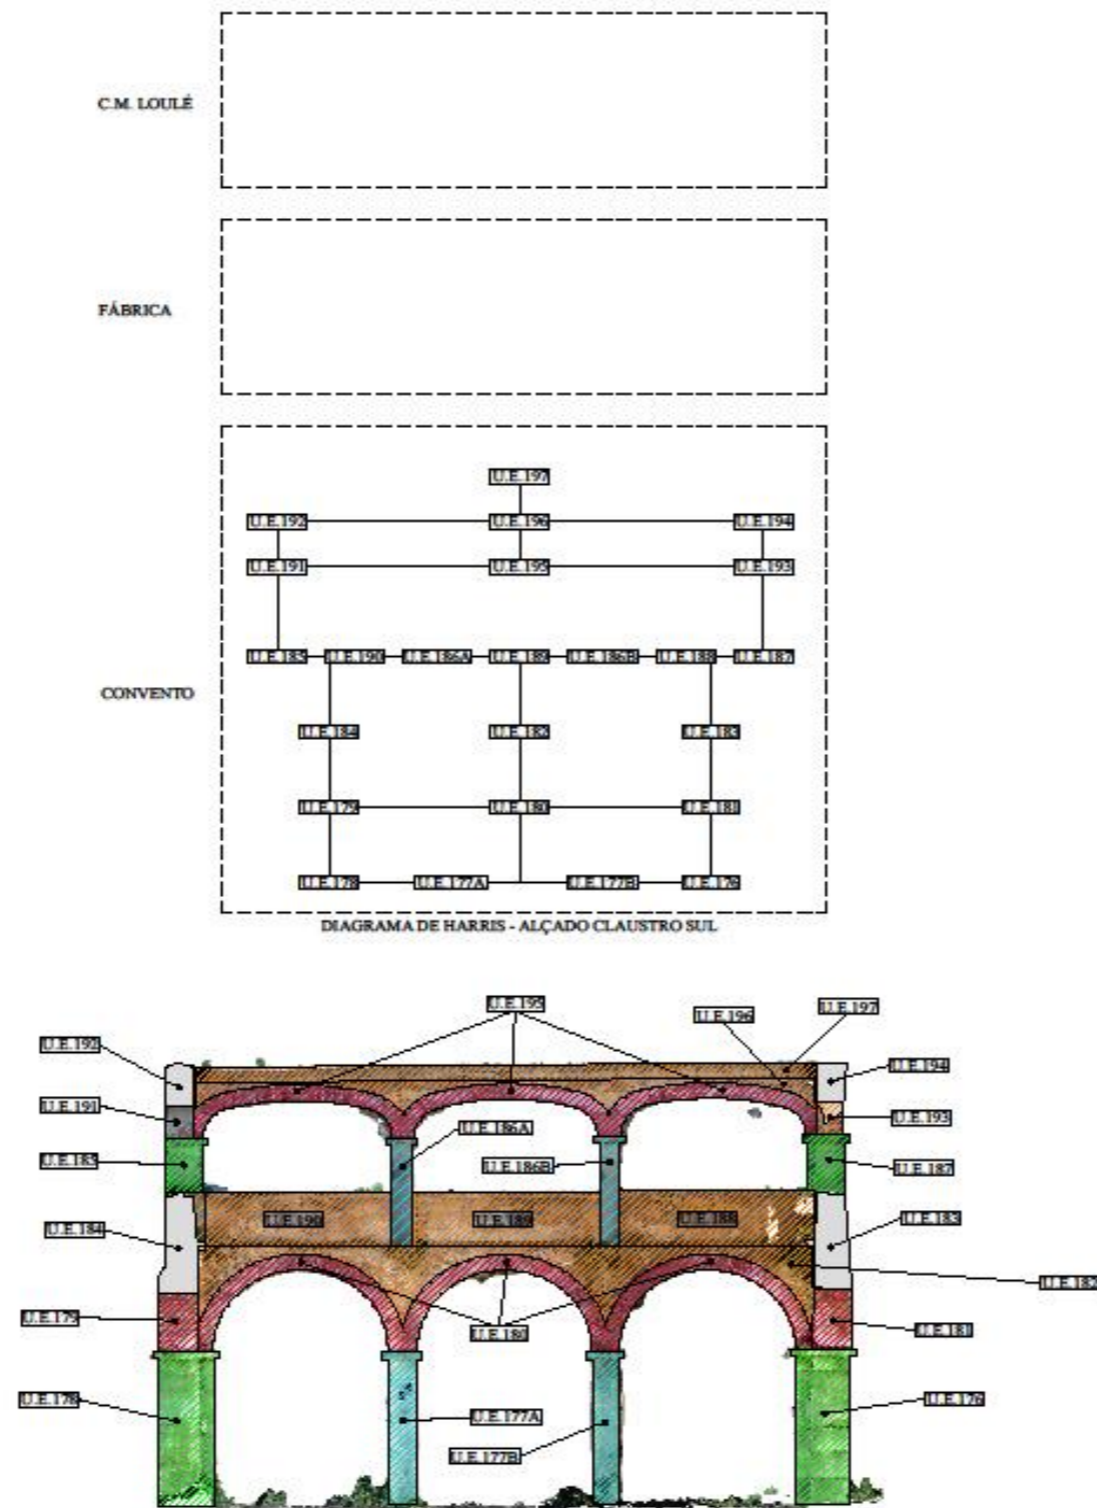 C.M. LOULÉ
FÁBRICA
CONVENTO
U.E.197
U.E.192 U.E.196 U.E.194
U.E.191 U.E.195 U.E.193
U.E.185 U.E.190 U.E.186A U.E.189 U.E.186B U.E.188 U.E.187
U.E.184 U.E.182 U.E.183
U.E.179 U.E.180 U.E.181
U.E.178 U.E.177A U.E.177B U.E.176
DIAGRAMA DE HARRIS - ALÇADO CLAUSTRO SUL
U.E.195
U.E.196
U.E.197
U.E.192
U.E.194
U.E.191
U.E.193
U.E.186A
U.E.185
U.E.186B
U.E.187
U.E.184
U.E.190
U.E.189
U.E.188
U.E.183
U.E.182
U.E.179
U.E.180
U.E.181
U.E.178
U.E.177A
U.E.176
U.E.177B